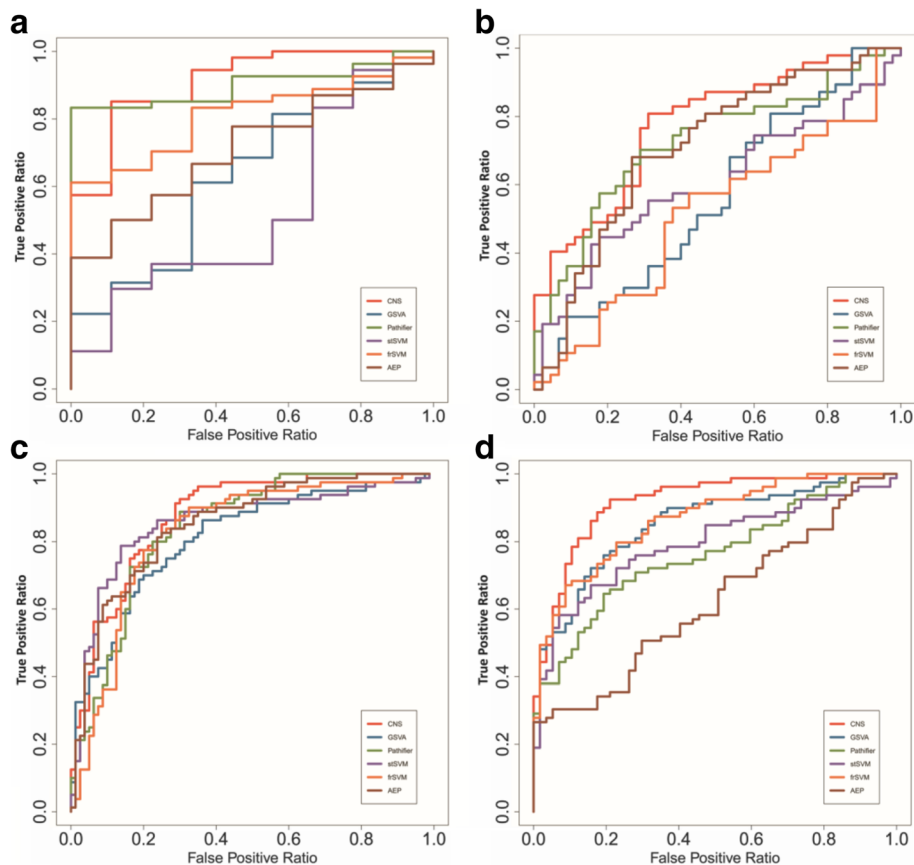 a
1.0
0.8
0.6
0.4
0.2
0.0
True Positive Ratio
0.0 0.2 0.4 0.6 0.8 1.0
False Positive Ratio
CNS
GSVA
Pathifier
stSVM
frSVM
AEP
b
1.0
0.8
0.6
0.4
0.2
0.0
True Positive Ratio
0.0 0.2 0.4 0.6 0.8 1.0
False Positive Ratio
CNS
GSVA
Pathifier
stSVM
frSVM
AEP
c
1.0
0.8
0.6
0.4
0.2
0.0
True Positive Ratio
0.0 0.2 0.4 0.6 0.8 1.0
False Positive Ratio
CNS
GSVA
Pathifier
stSVM
frSVM
AEP
d
1.0
0.8
0.6
0.4
0.2
0.0
True Positive Ratio
0.0 0.2 0.4 0.6 0.8 1.0
False Positive Ratio
CNS
GSVA
Pathifier
stSVM
frSVM
AEP